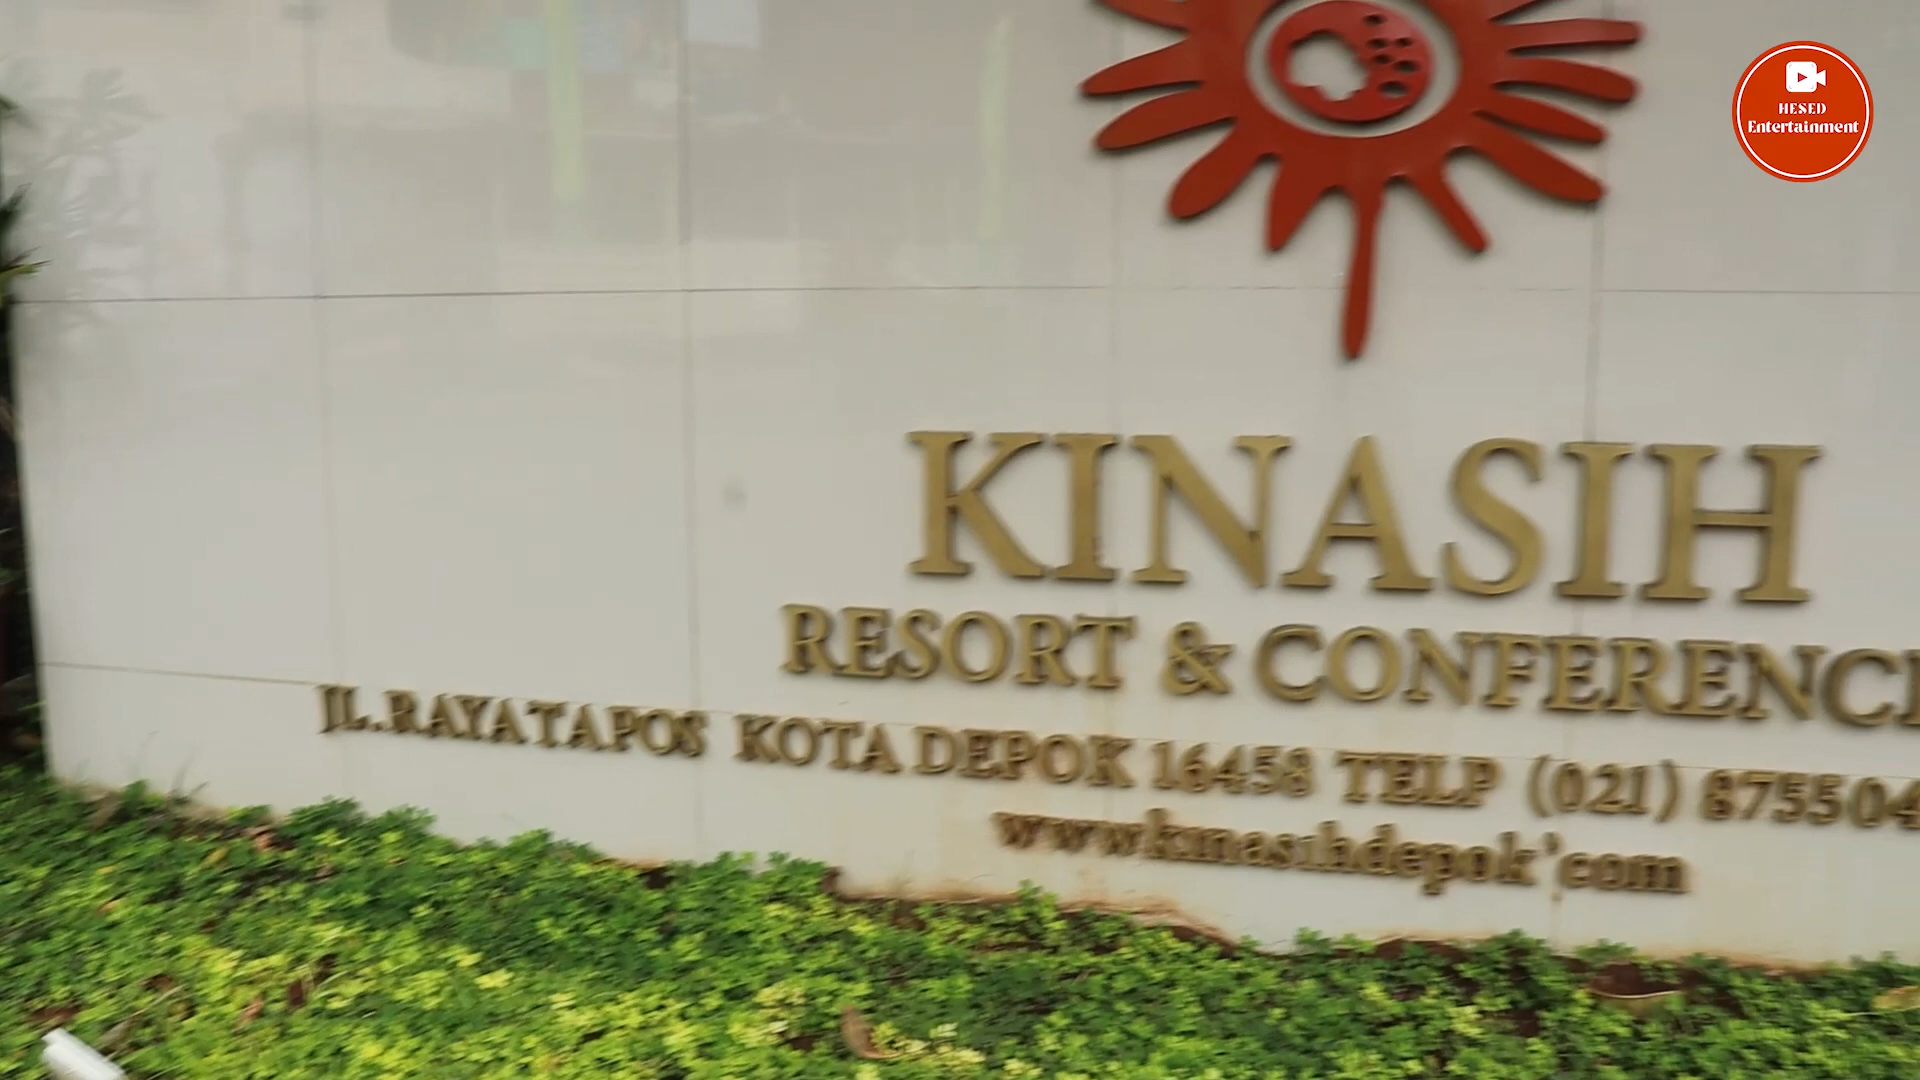 HESED
Entertainment
KINASIH
RESORT & CONFERENC
JL.RAYA TAPOS KOTA DEPOK 16458 TELP (021) 875504
www.kinasihdepok.com